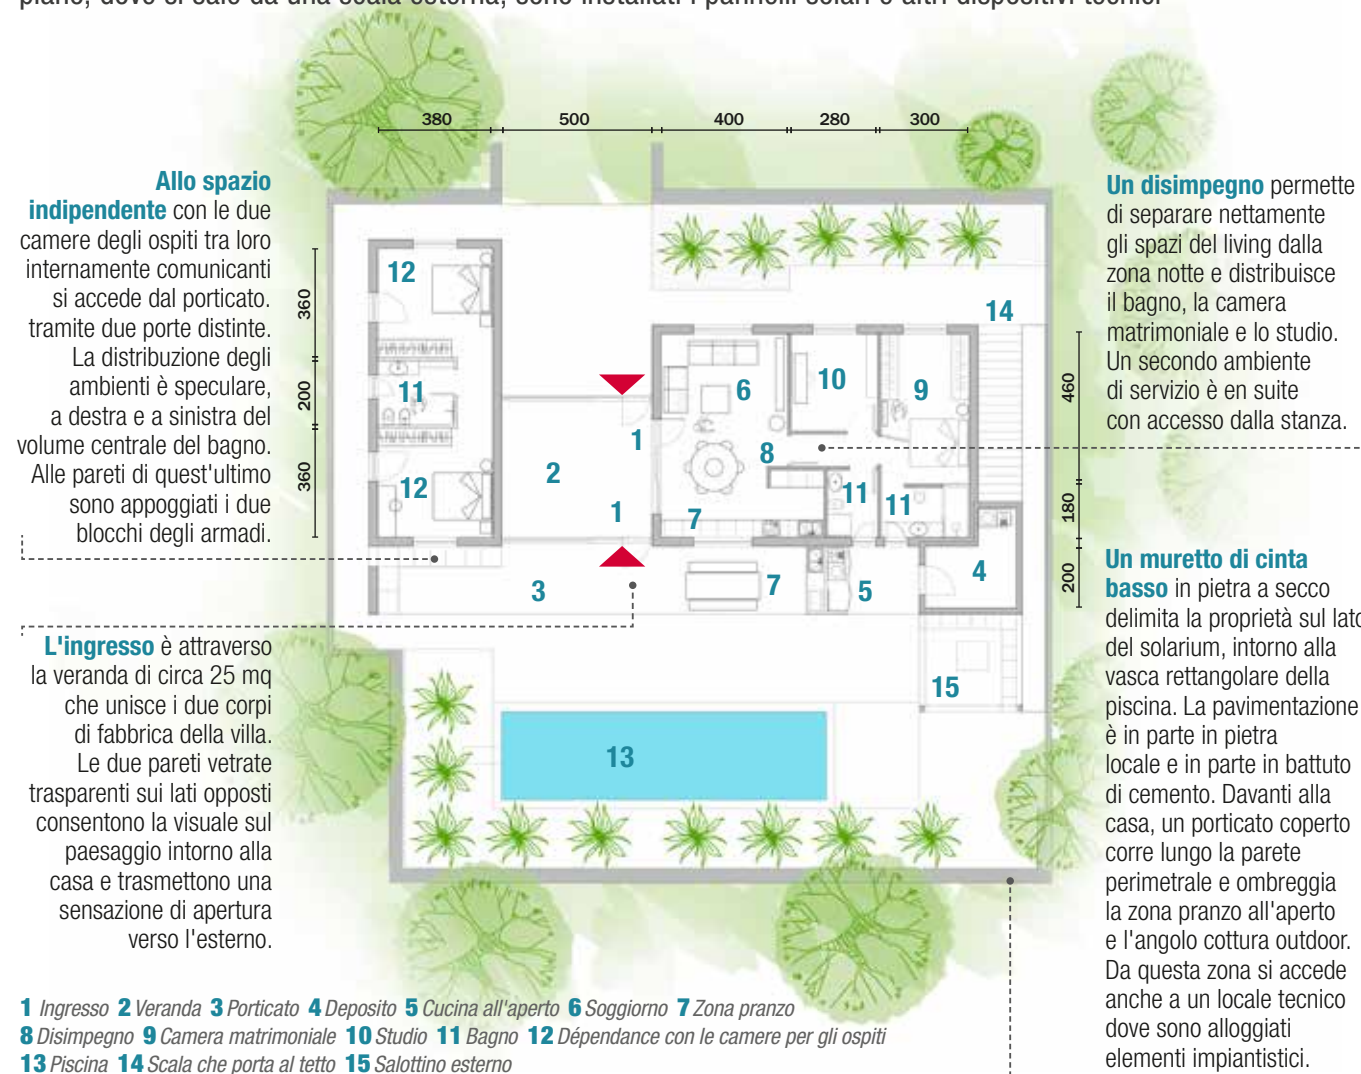 piano, dove si sale da una scala esterna, sono installati i pannelli solari e altri dispositivi tecnici
380 500 400 280 300
Allo spazio
indipendente con le due
camere degli ospiti tra loro
internamente comunicanti
si accede dal porticato.
tramite due porte distinte.
La distribuzione degli
ambienti è speculare,
a destra e a sinistra del
volume centrale del bagno.
Alle pareti di quest'ultimo
sono appoggiati i due
blocchi degli armadi.
L'ingresso è attraverso
la veranda di circa 25 mq
che unisce i due corpi
di fabbrica della villa.
Le due pareti vetrate
trasparenti sui lati opposti
consentono la visuale sul
paesaggio intorno alla
casa e trasmettono una
sensazione di apertura
verso l'esterno.
360
200
360
12
11
12
14
6
10
9
1
2
8
1
7
11
11
3
7
5
4
15
13
460
180
200
Un disimpegno permette
di separare nettamente
gli spazi del living dalla
zona notte e distribuisce
il bagno, la camera
matrimoniale e lo studio.
Un secondo ambiente
di servizio è en suite
con accesso dalla stanza.
Un muretto di cinta
basso in pietra a secco
delimita la proprietà sul lato
del solarium, intorno alla
vasca rettangolare della
piscina. La pavimentazione
è in parte in pietra
locale e in parte in battuto
di cemento. Davanti alla
casa, un porticato coperto
corre lungo la parete
perimetrale e ombreggia
la zona pranzo all'aperto
e l'angolo cottura outdoor.
Da questa zona si accede
anche a un locale tecnico
dove sono alloggiati
elementi impiantistici.
1 Ingresso 2 Veranda 3 Porticato 4 Deposito 5 Cucina all'aperto 6 Soggiorno 7 Zona pranzo
8 Disimpegno 9 Camera matrimoniale 10 Studio 11 Bagno 12 Dépendance con le camere per gli ospiti
13 Piscina 14 Scala che porta al tetto 15 Salottino esterno